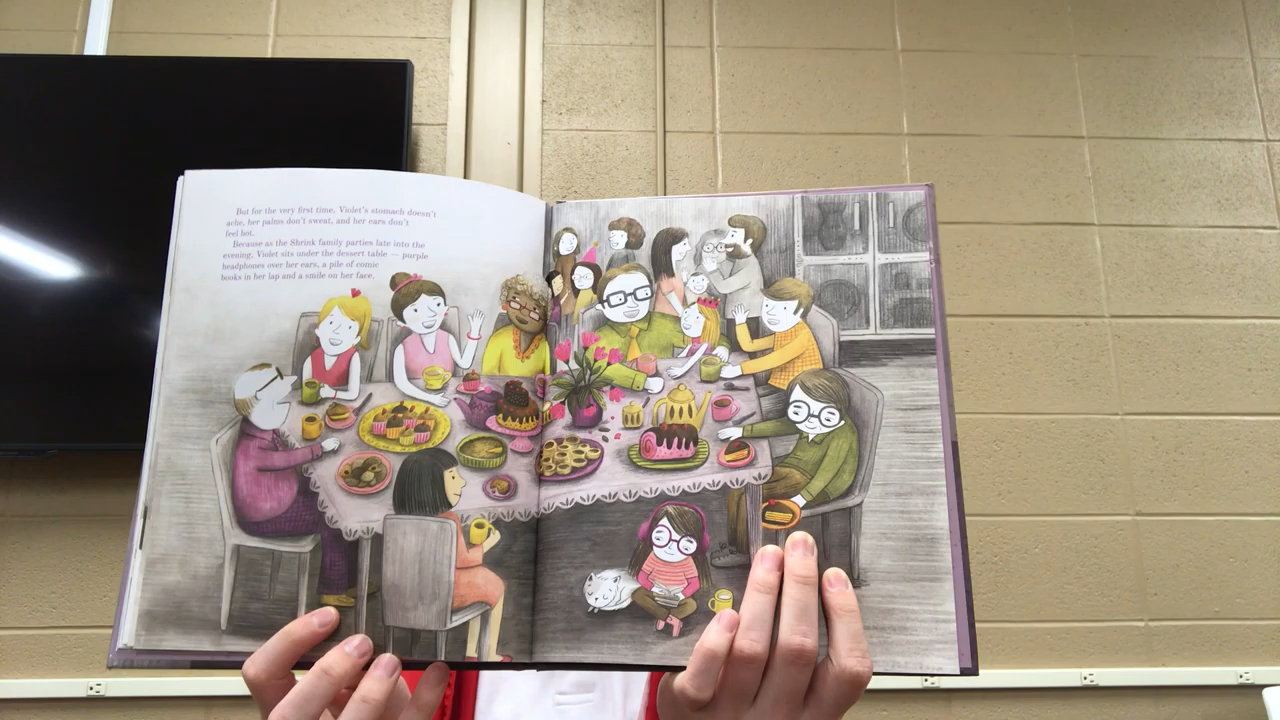 But for the very first time, Violet's stomach doesn't
ache, her palms don't sweat, and her ears don't
feel hot.
Because as the Shrink family parties late into the
evening, Violet sits under the dessert table — purple
headphones over her ears, a pile of comic
books in her lap and a smile on her face.